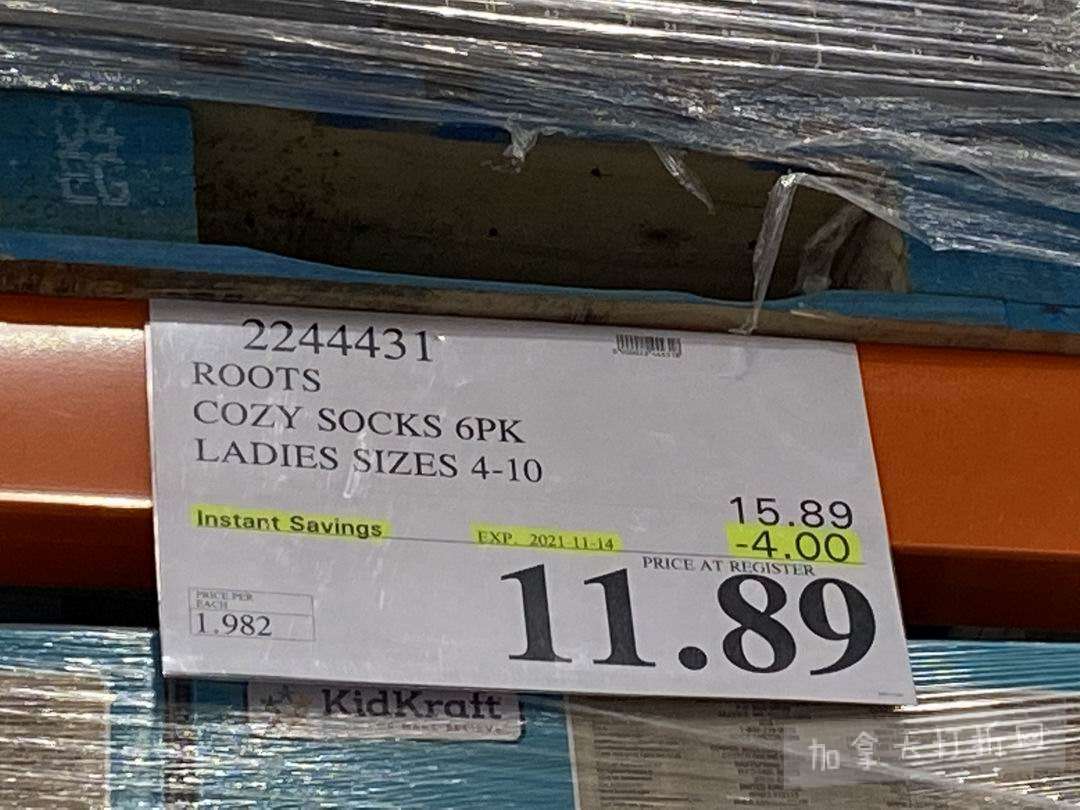 2244431
ROOTS
COZY SOCKS 6PK
LADIES SIZES 4-10
15.89
Instant Savings EXP. 2021-11-14 -4.00
PRICE AT REGISTER
11.89
PRICE PER
EACH
1.982
KidKraft
加拿大打折网